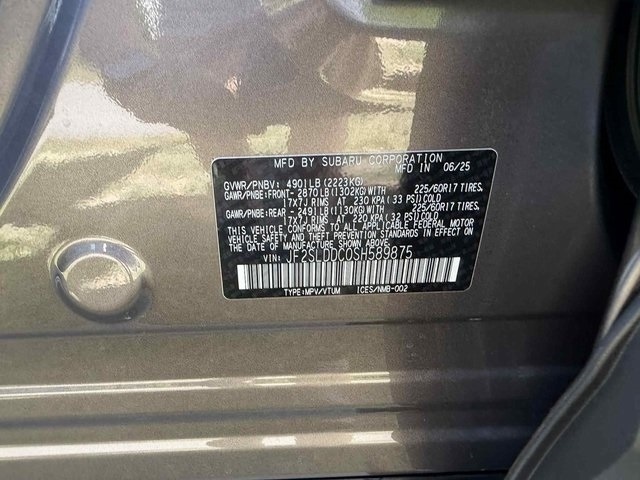 MFD BY SUBARU CORPORATION
MFD IN 06/25
GVWR/PNBV: 4901LB (2223KG)
GAWR/PNBE: FRONT- 2870LB (1302KG) WITH 225/60R17 TIRES,
17X7J RIMS AT 230 KPA (33 PSI) COLD
GAWR/PNBE: REAR - 2491LB (1130KG) WITH 225/60R17 TIRES,
17X7J RIMS AT 220 KPA (32 PSI) COLD
THIS VEHICLE CONFORMS TO ALL APPLICABLE FEDERAL MOTOR
VEHICLE SAFETY AND THEFT PREVENTION STANDARDS IN EFFECT
ON THE DATE OF MANUFACTURE SHOWN ABOVE.
VIN: JF2SLDDC0SH589875
TYPE:MPV/VTUM ICES/NMB-002